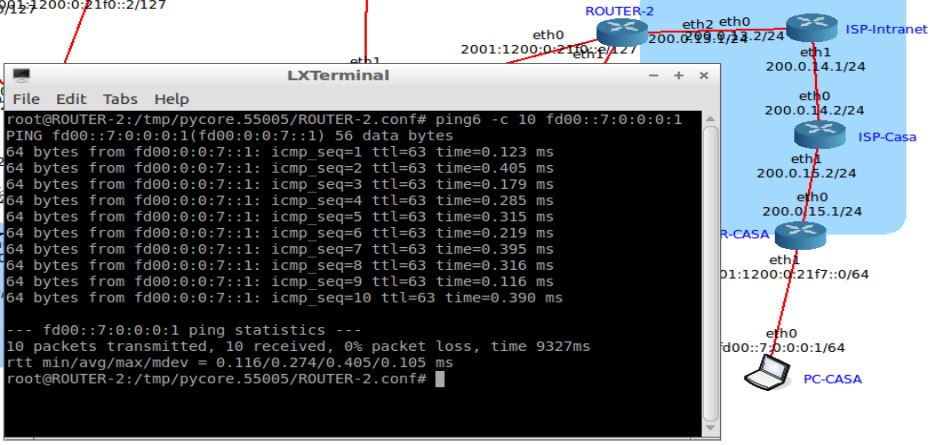 001:1200:0:21f0::2/127
/127
ROUTER-2
eth0
2001:1200:0:21f0::e/127
eth1
eth2
200.0.13.1/24
eth0
200.0.13.2/24
ISP-Intranet
eth1
200.0.14.1/24
eth0
200.0.14.2/24
ISP-Casa
eth1
200.0.15.2/24
eth0
200.0.15.1/24
R-CASA
eth1
01:1200:0:21f7::0/64
eth0
fd00::7:0:0:0:1/64
PC-CASA
eth1
LXTerminal
File Edit Tabs Help
root@ROUTER-2:/tmp/pycore.55005/ROUTER-2.conf# ping6 -c 10 fd00::7:0:0:0:1
PING fd00::7:0:0:0:1(fd00:0:0:7::1) 56 data bytes
64 bytes from fd00:0:0:7::1: icmp_seq=1 ttl=63 time=0.123 ms
64 bytes from fd00:0:0:7::1: icmp_seq=2 ttl=63 time=0.405 ms
64 bytes from fd00:0:0:7::1: icmp_seq=3 ttl=63 time=0.179 ms
64 bytes from fd00:0:0:7::1: icmp_seq=4 ttl=63 time=0.285 ms
64 bytes from fd00:0:0:7::1: icmp_seq=5 ttl=63 time=0.315 ms
64 bytes from fd00:0:0:7::1: icmp_seq=6 ttl=63 time=0.219 ms
64 bytes from fd00:0:0:7::1: icmp_seq=7 ttl=63 time=0.395 ms
64 bytes from fd00:0:0:7::1: icmp_seq=8 ttl=63 time=0.316 ms
64 bytes from fd00:0:0:7::1: icmp_seq=9 ttl=63 time=0.116 ms
64 bytes from fd00:0:0:7::1: icmp_seq=10 ttl=63 time=0.390 ms
--- fd00::7:0:0:0:1 ping statistics ---
10 packets transmitted, 10 received, 0% packet loss, time 9327ms
rtt min/avg/max/mdev = 0.116/0.274/0.405/0.105 ms
root@ROUTER-2:/tmp/pycore.55005/ROUTER-2.conf#